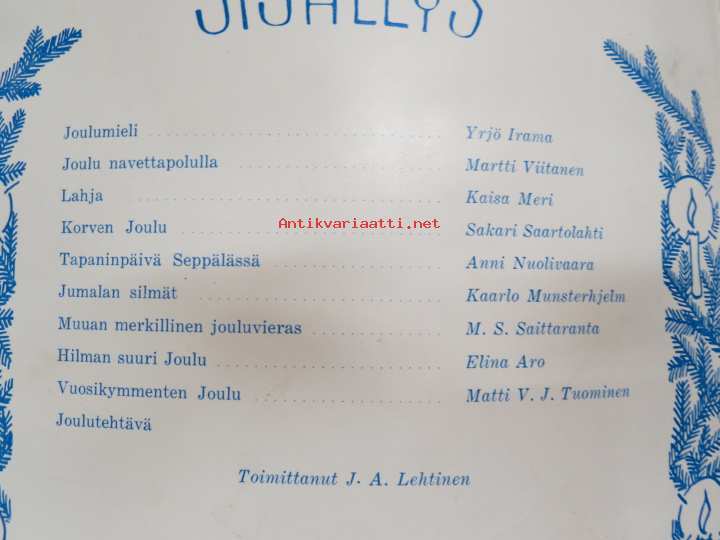 SISÄLLYS
Joulumieli ........ Yrjö Irama
Joulu navettapolulla ........ Martti Viitanen
Lahja ........ Kaisa Meri
Korven Joulu ........ Sakari Saartolahti
Antikvariaatti.net
Tapaninpäivä Seppälässä ........ Anni Nuolivaara
Jumalan silmät ........ Kaarlo Munsterhjelm
Muuan merkillinen jouluvieras ........ M. S. Saittaranta
Hilman suuri Joulu ........ Elina Aro
Vuosikymmenten Joulu ........ Matti V. J. Tuominen
Joulutehtävä
Toimittanut J. A. Lehtinen